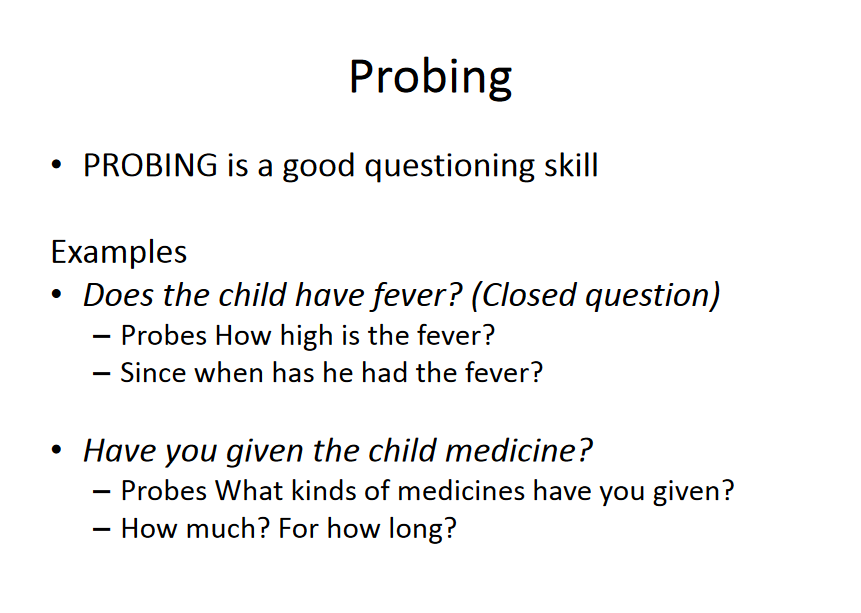 Probing
• PROBING is a good questioning skill
Examples
• Does the child have fever? (Closed question)
– Probes How high is the fever?
– Since when has he had the fever?
• Have you given the child medicine?
– Probes What kinds of medicines have you given?
– How much? For how long?